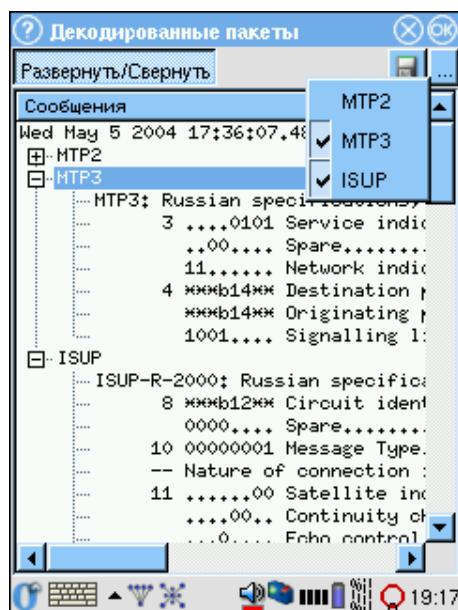 Декодированные пакеты OK
Развернуть/Свернуть ...
Сообщения
MTP2
MTP3
ISUP
Wed May 5 2004 17:36:07.48
MTP2
MTP3
MTP3: Russian
3 ....0101 Service indic
..00.... Spare.......
11...... Network indic
4 ***b14** Destination
***b14** Originating
1001.... Signalling
ISUP
ISUP-R-2000: Russian specifica
8 ***b12** Circuit ident
0000.... Spare.......
10 00000001 Message Type.
-- Nature of connection
11 ......00 Satellite ind
....00.. Continuity ch
...0.... Echo control
19:17